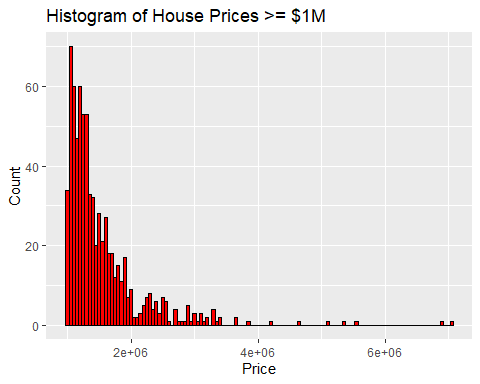 Histogram of House Prices >= $1M
60
40
20
0
Count
2e+06 4e+06 6e+06
Price